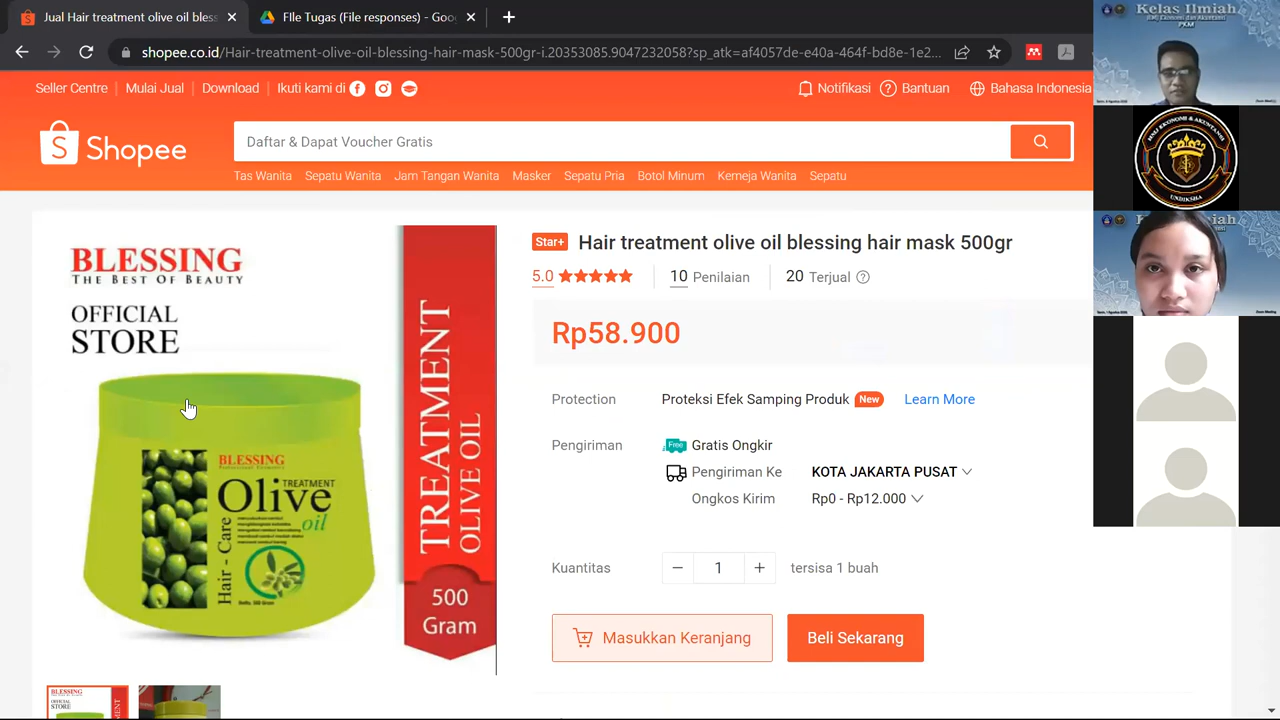 Jual Hair treatment olive oil bless
FIle Tugas (File responses) - Goo
shopee.co.id/Hair-treatment-olive-oil-blessing-hair-mask-500gr-i.20353085.9047232058?sp_atk=af4057de-e40a-464f-bd8e-1e2...
Seller Centre
Mulai Jual
Download
Ikuti kami di
Notifikasi
Bantuan
Bahasa Indonesia
Shopee
Daftar & Dapat Voucher Gratis
Tas Wanita
Sepatu Wanita
Jam Tangan Wanita
Masker
Sepatu Pria
Botol Minum
Kemeja Wanita
Sepatu
BLESSING
THE BEST OF BEAUTY
OFFICIAL
STORE
BLESSING
TREATMENT
Olive
oil
Hair - Care
TREATMENT
OLIVE OIL
500
Gram
Star+ Hair treatment olive oil blessing hair mask 500gr
5.0
10 Penilaian
20 Terjual
Rp58.900
Protection
Proteksi Efek Samping Produk New Learn More
Pengiriman
Free Gratis Ongkir
Pengiriman Ke KOTA JAKARTA PUSAT
Ongkos Kirim Rp0 - Rp12.000
Kuantitas
− 1 + tersisa 1 buah
Masukkan Keranjang
Beli Sekarang
BLESSING
Kelas Ilmiah
PKM
HMJ EKONOMI & AKUNTANSI
UNDIKSHA